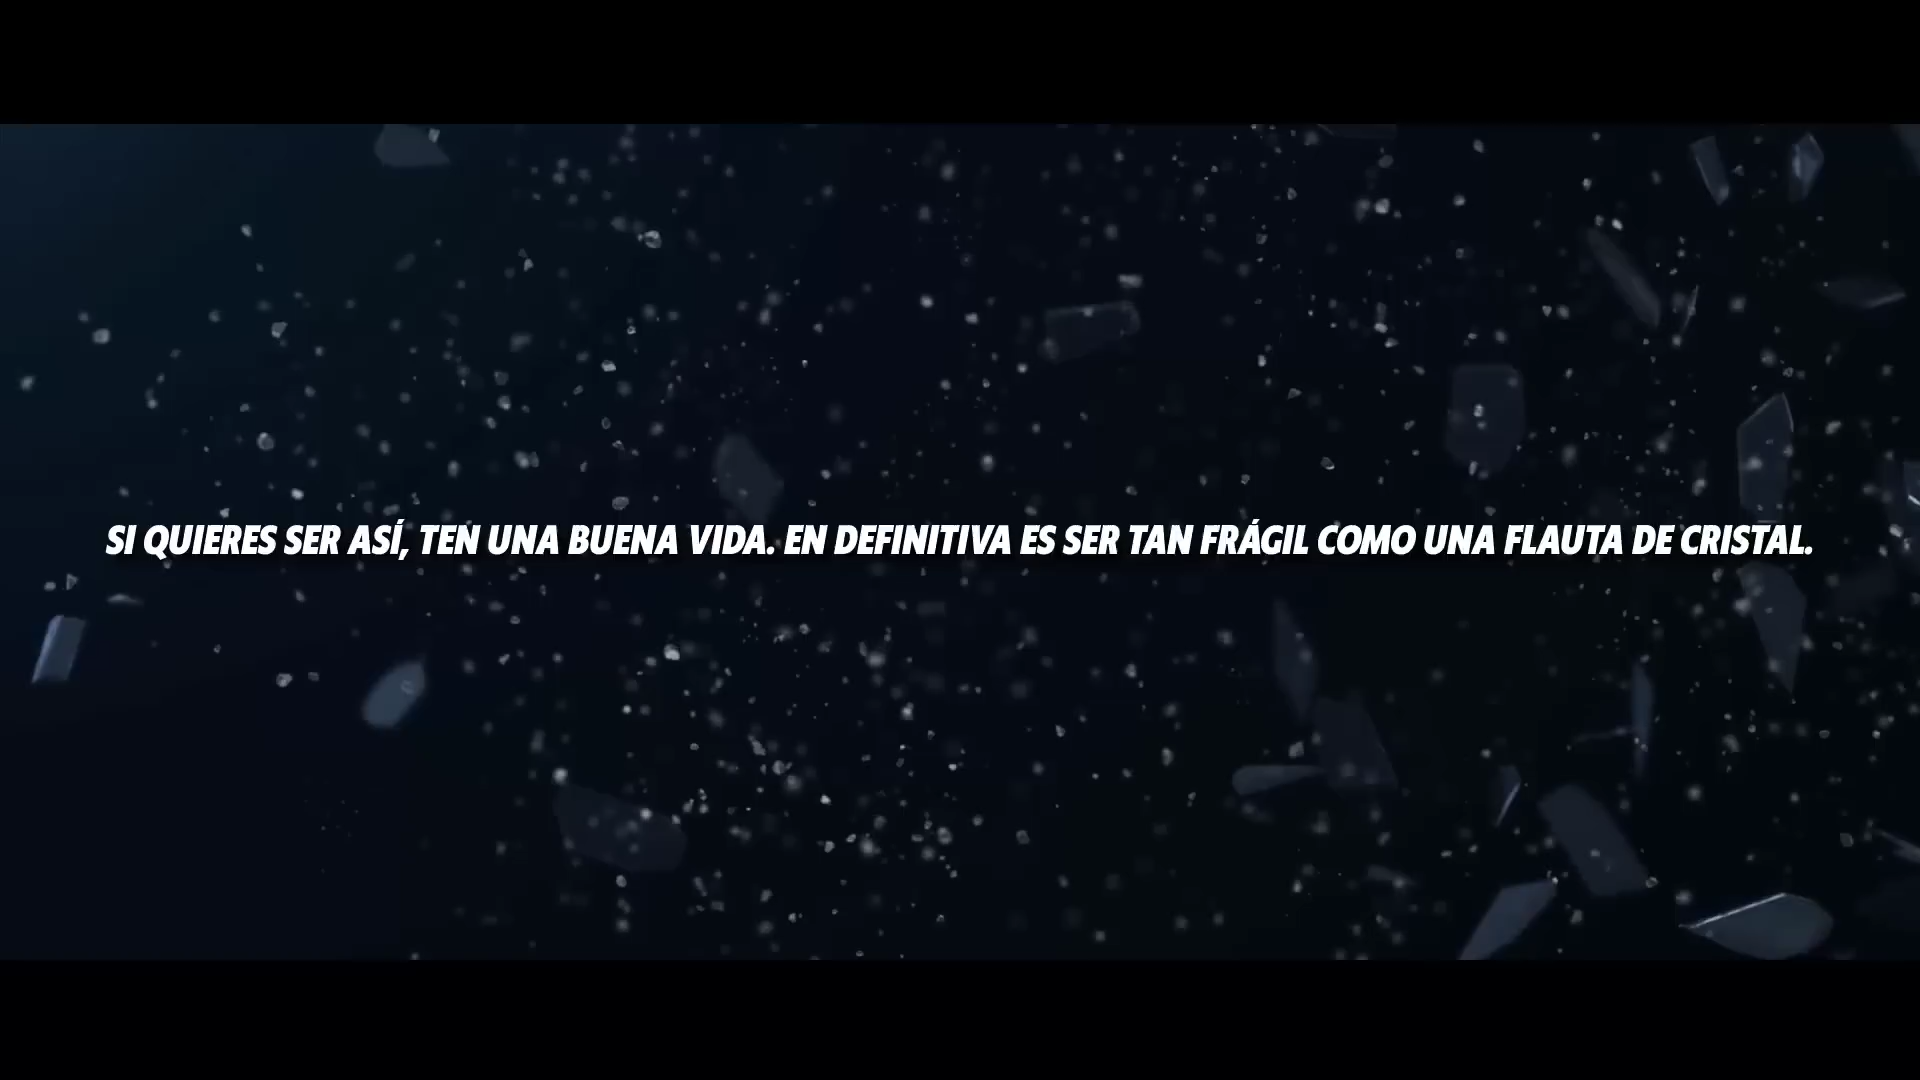 SI QUIERES SER ASÍ, TEN UNA BUENA VIDA. EN DEFINITIVA ES SER TAN FRÁGIL COMO UNA FLAUTA DE CRISTAL.